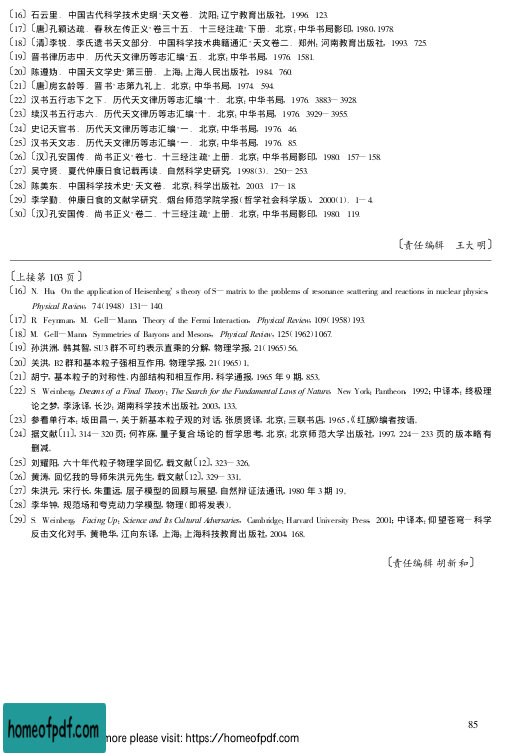 〔16〕 石云里. 中国古代科学技术史纲·天文卷. 沈阳: 辽宁教育出版社, 1996. 123.
〔17〕 〔唐〕孔颖达疏. 春秋左传正义·卷三十五. 十三经注疏·下册. 北京: 中华书局影印, 1980. 1978.
〔18〕 〔清〕李锐. 李氏遗书天文部分. 中国科学技术典籍通汇·天文卷二. 郑州: 河南教育出版社, 1993. 725.
〔19〕 晋书律历志中. 历代天文律历等志汇编·五. 北京: 中华书局, 1976. 1581.
〔20〕 陈遵妫. 中国天文学史·第三册. 上海: 上海人民出版社, 1984. 760.
〔21〕 〔唐〕房玄龄等. 晋书·志第九礼上. 北京: 中华书局, 1974. 594.
〔22〕 汉书五行志下之下. 历代天文律历等志汇编·十. 北京: 中华书局, 1976. 3883—3928.
〔23〕 续汉书五行志六. 历代天文律历等志汇编·十. 北京: 中华书局, 1976. 3929—3955.
〔24〕 史记天官书. 历代天文律历等志汇编·一. 北京: 中华书局, 1976. 46.
〔25〕 汉书天文志. 历代天文律历等志汇编·一. 北京: 中华书局, 1976. 85.
〔26〕 〔汉〕孔安国传. 尚书正义·卷七. 十三经注疏·上册. 北京: 中华书局影印, 1980. 157—158.
〔27〕 吴守贤. 夏代仲康日食记载再读. 自然科学史研究, 1998(3). 250—253.
〔28〕 陈美东. 中国科学技术史·天文卷. 北京: 科学出版社, 2003. 17—18.
〔29〕 李学勤. 仲康日食的文献学研究. 烟台师范学院学报(哲学社会科学版), 2000(1). 1—4.
〔30〕 〔汉〕孔安国传. 尚书正义·卷二. 十三经注疏·上册. 北京: 中华书局影印, 1980. 119.
〔责任编辑 王大明〕
〔上接第 103 页〕
〔16〕 N. Hu, On the application of Heisenberg's theory of S—matrix to the problems of resonance scattering and reactions in nuclear physics,
Physical Review, 74(1948) 131—140.
〔17〕 R. Feynman, M. Gell—Mann, Theory of the Fermi Interaction, Physical Review, 109(1958)193.
〔18〕 M. Gell—Mann, Symmetries of Baryons and Mesons, Physical Review, 125(1962)1067.
〔19〕 孙洪洲, 韩其智, SU3 群不可约表示直乘的分解, 物理学报, 21(1965)56.
〔20〕 关洪, B2 群和基本粒子强相互作用, 物理学报, 21(1965)1.
〔21〕 胡宁, 基本粒子的对称性、内部结构和相互作用, 科学通报, 1965 年 9 期, 853.
〔22〕 S. Weinberg, Dreams of a Final Theory: The Search for the Fundamental Laws of Nature, New York: Pantheon, 1992; 中译本: 终极理
论之梦, 李泳译, 长沙: 湖南科学技术出版社, 2003, 133.
〔23〕 参看单行本: 坂田昌一, 关于新基本粒子观的对话, 张质贤译, 北京: 三联书店, 1965,《红旗》编者按语.
〔24〕 据文献〔11〕, 314—320 页; 何祚庥, 量子复合场论的哲学思考, 北京: 北京师范大学出版社, 1997, 224—233 页的版本略有
删减.
〔25〕 刘耀阳, 六十年代粒子物理学回忆, 载文献〔12〕, 323—326.
〔26〕 黄涛, 回忆我的导师朱洪元先生, 载文献〔12〕, 329—331.
〔27〕 朱洪元, 宋行长, 朱重远, 层子模型的回顾与展望, 自然辩证法通讯, 1980 年 3 期 19.
〔28〕 李华钟, 规范场和夸克动力学模型, 物理(即将发表).
〔29〕 S. Weinberg, Facing Up: Science and Its Cultural Adversaries, Cambridge: Harvard University Press, 2001; 中译本: 仰望苍穹—科学
反击文化对手, 黄艳华, 江向东译, 上海: 上海科技教育出版社, 2004, 168.
〔责任编辑 胡新和〕
85
homeofpdf.com
more please visit: https://homeofpdf.com